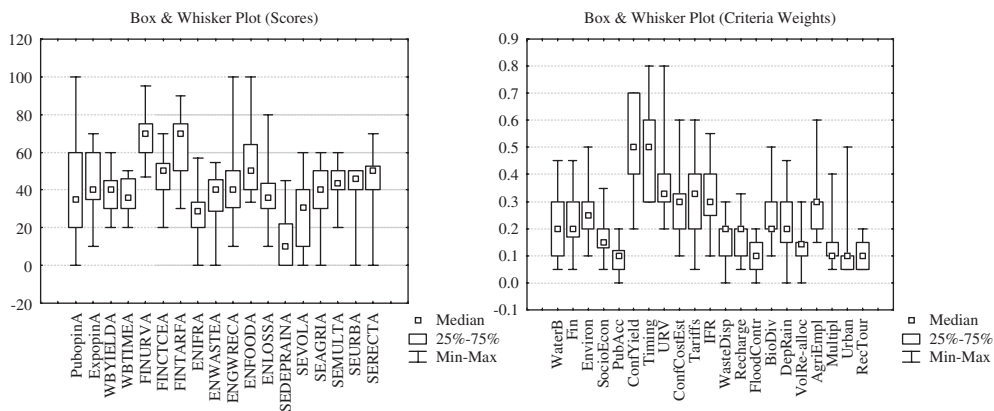 Box & Whisker Plot (Scores)
120
100
80
60
40
20
0
-20
PubopinA
ExpopinA
WBYIELDA
WBTIMEA
FINURVA
FINCTCEA
FINTARFA
ENIFRA
ENWASTEA
ENGWRECA
ENFOODA
ENLOSSA
SEDEPRAINA
SEVOLA
SEAGRIA
SEMULTA
SEURBA
SERECTA
Median
25%-75%
Min-Max
Box & Whisker Plot (Criteria Weights)
0.9
0.8
0.7
0.6
0.5
0.4
0.3
0.2
0.1
0.0
-0.1
WaterB
Fin
Environ
SocioEcon
PubAcc
ConfYield
Timing
URV
ConfCostEst
Tariffs
IFR
WasteDisp
Recharge
FloodContr
BioDiv
DepRain
VolRe-alloc
AgriEmpl
Multipl
Urban
RecTour
Median
25%-75%
Min-Max